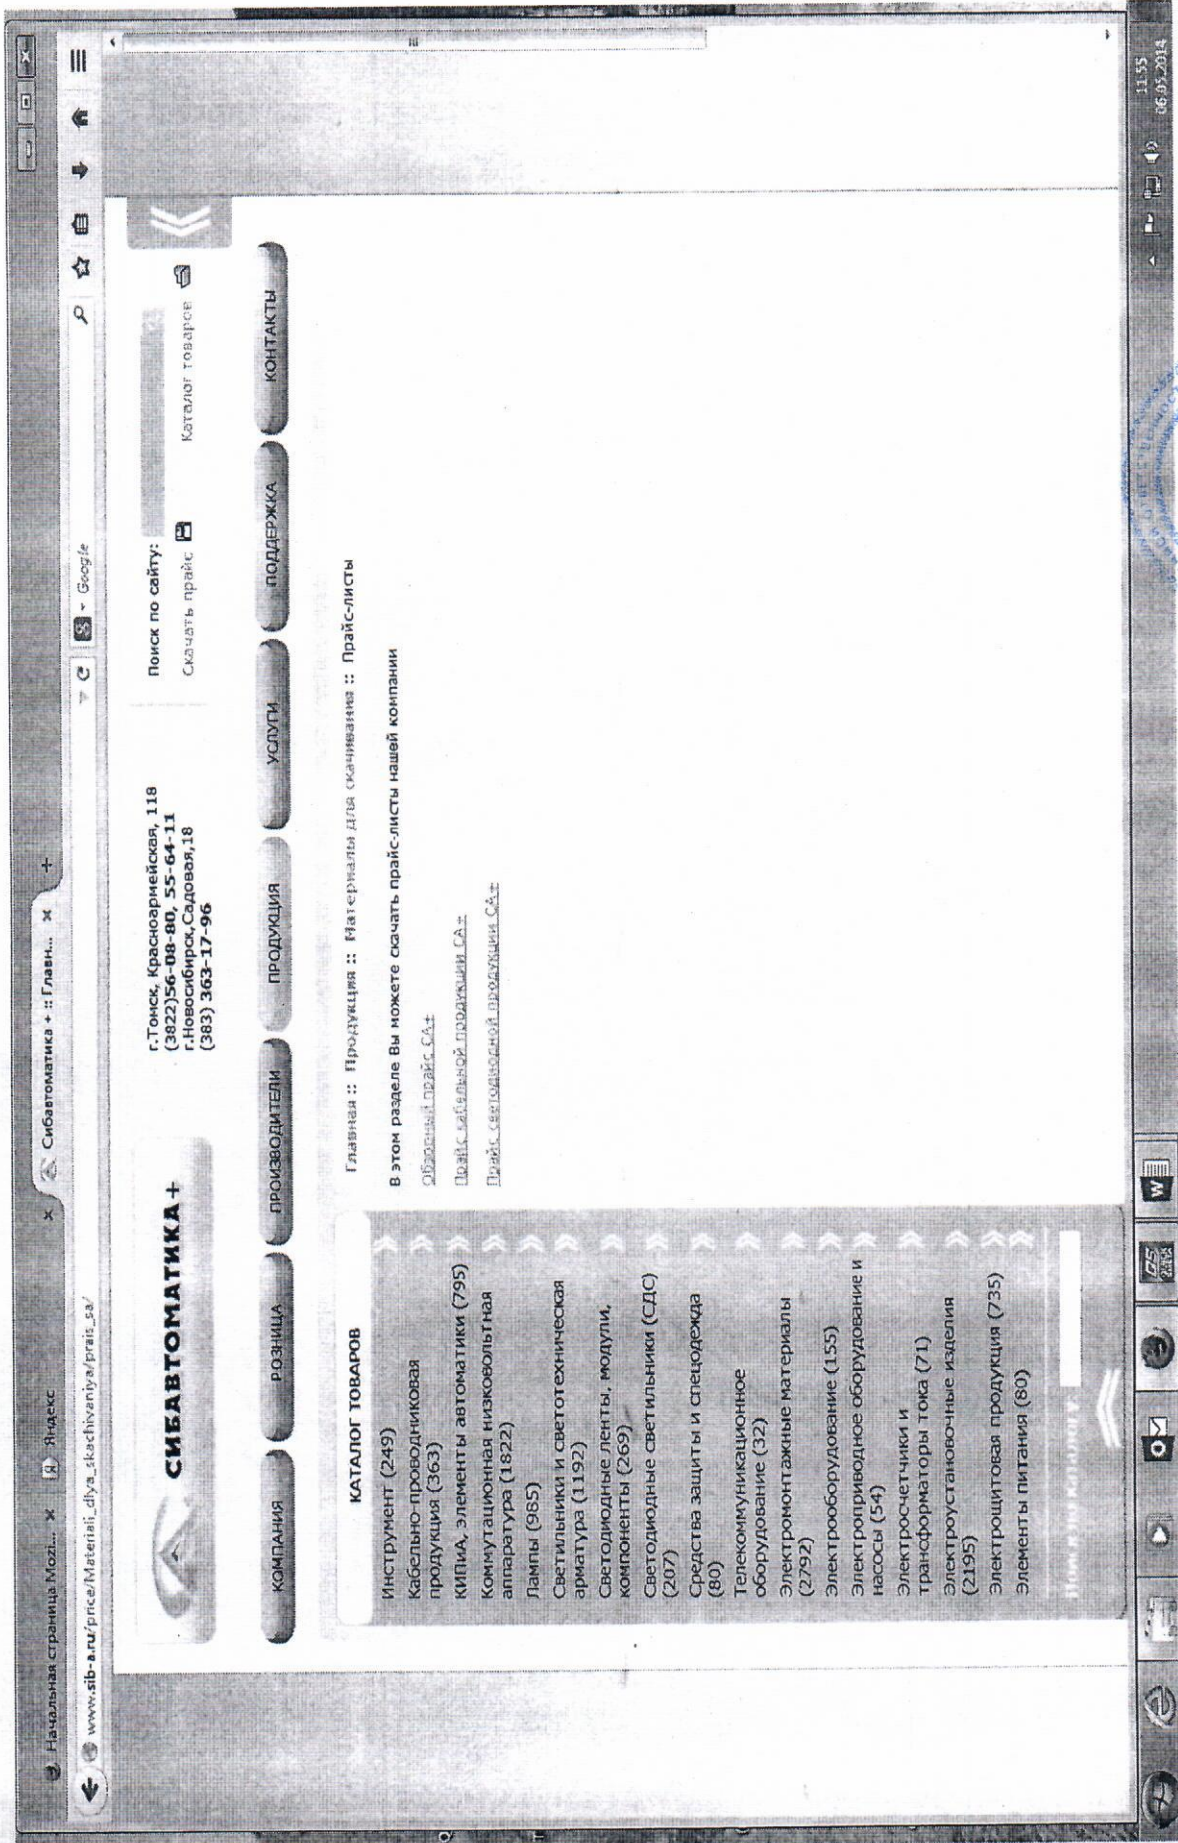 Начальная страница Mozi... ×
Яндекс ×
Сибавтоматика + :: Главн... × +
www.sib-a.ru/price/Materiali_dlya_skachivaniya/prais_sa/
Google
СИБАВТОМАТИКА+
г.Томск, Красноармейская, 118
(3822)56-08-80, 55-64-11
г.Новосибирск,Садовая,18
(383) 363-17-96
Поиск по сайту:
Скачать прайс
Каталог товаров
КОМПАНИЯ
РОЗНИЦА
ПРОИЗВОДИТЕЛИ
ПРОДУКЦИЯ
УСЛУГИ
ПОДДЕРЖКА
КОНТАКТЫ
КАТАЛОГ ТОВАРОВ
Инструмент (249)
Кабельно-проводниковая
продукция (363)
КИПиА, элементы автоматики (795)
Коммутационная низковольтная
аппаратура (1822)
Лампы (985)
Светильники и светотехническая
арматура (1192)
Светодиодные ленты, модули,
компоненты (269)
Светодиодные светильники (СДС)
(207)
Средства защиты и спецодежда
(80)
Телекоммуникационное
оборудование (32)
Электромонтажные материалы
(2792)
Электрооборудование (155)
Электроприводное оборудование и
насосы (54)
Электросчетчики и
трансформаторы тока (71)
Электроустановочные изделия
(2195)
Электрощитовая продукция (735)
Элементы питания (80)
Поиск по каталогу
Главная :: Продукция :: Материалы для скачивания :: Прайс-листы
В этом разделе Вы можете скачать прайс-листы нашей компании
Обзорный прайс СА+
Прайс кабельной продукции СА+
Прайс светодиодной продукции СА+
11:55
06.05.2014